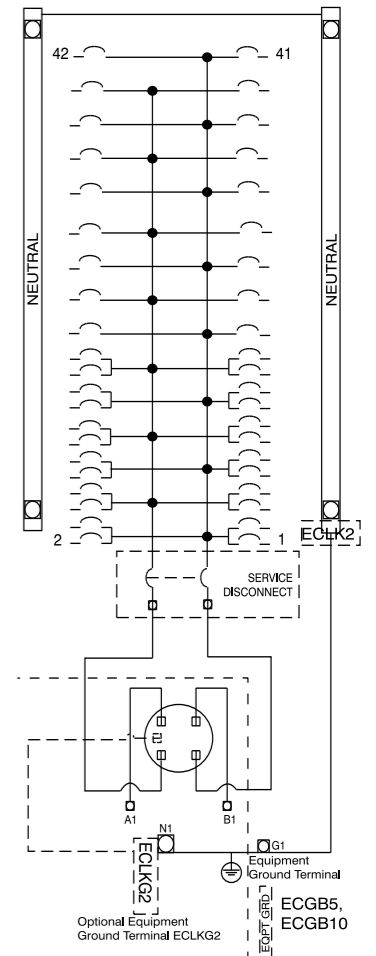 42
41
NEUTRAL
NEUTRAL
2
1
ECLK2
SERVICE
DISCONNECT
A1
B1
N1
G1
ECLKG2
Equipment
Ground Terminal
Optional Equipment
Ground Terminal ECLKG2
EQPT GRD
ECGB5,
ECGB10